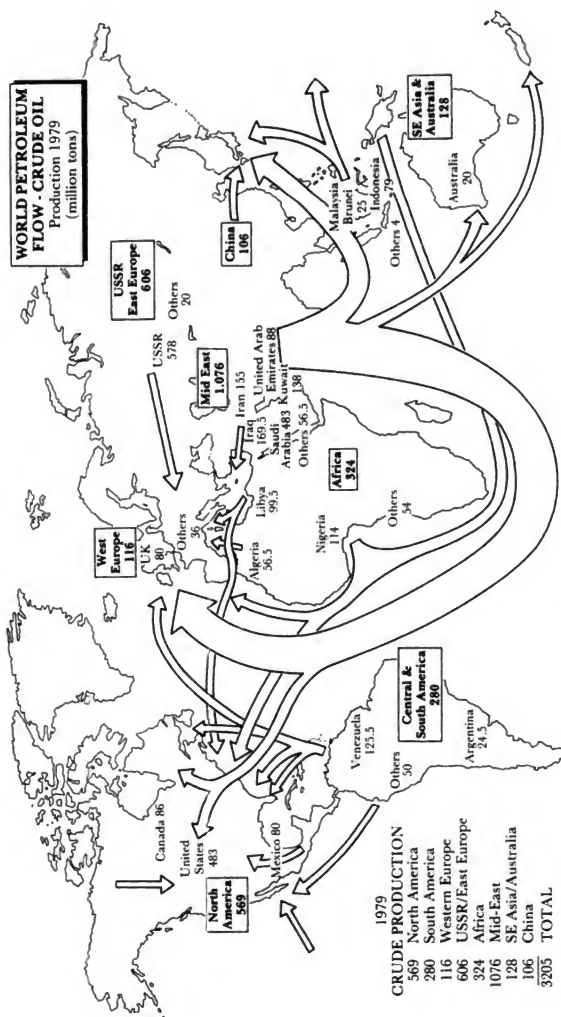 WORLD PETROLEUM
FLOW - CRUDE OIL
Production 1979
(million tons)
USSR
East Europe
606
Others
20
USSR
578
China
106
SE Asia &
Australia
128
Malaysia
Brunei
25
Indonesia
79
Others 4
Australia
20
Mid East
1.076
Iran 155
Iraq
169.5
United Arab
Emirates 88
Kuwait
138
Saudi
Arabia 483
Others 56.5
West
Europe
116
UK
80
Others
36
Africa
324
Libya
99.5
Algeria
56.5
Nigeria
114
Others
54
North
America
569
Canada 86
United
States
483
Mexico 80
Central &
South America
280
Venezuela
125.5
Others
50
Argentina
24.5
1979
CRUDE PRODUCTION
569 North America
280 South America
116 Western Europe
606 USSR/East Europe
324 Africa
1076 Mid-East
128 SE Asia/Australia
106 China
3205 TOTAL